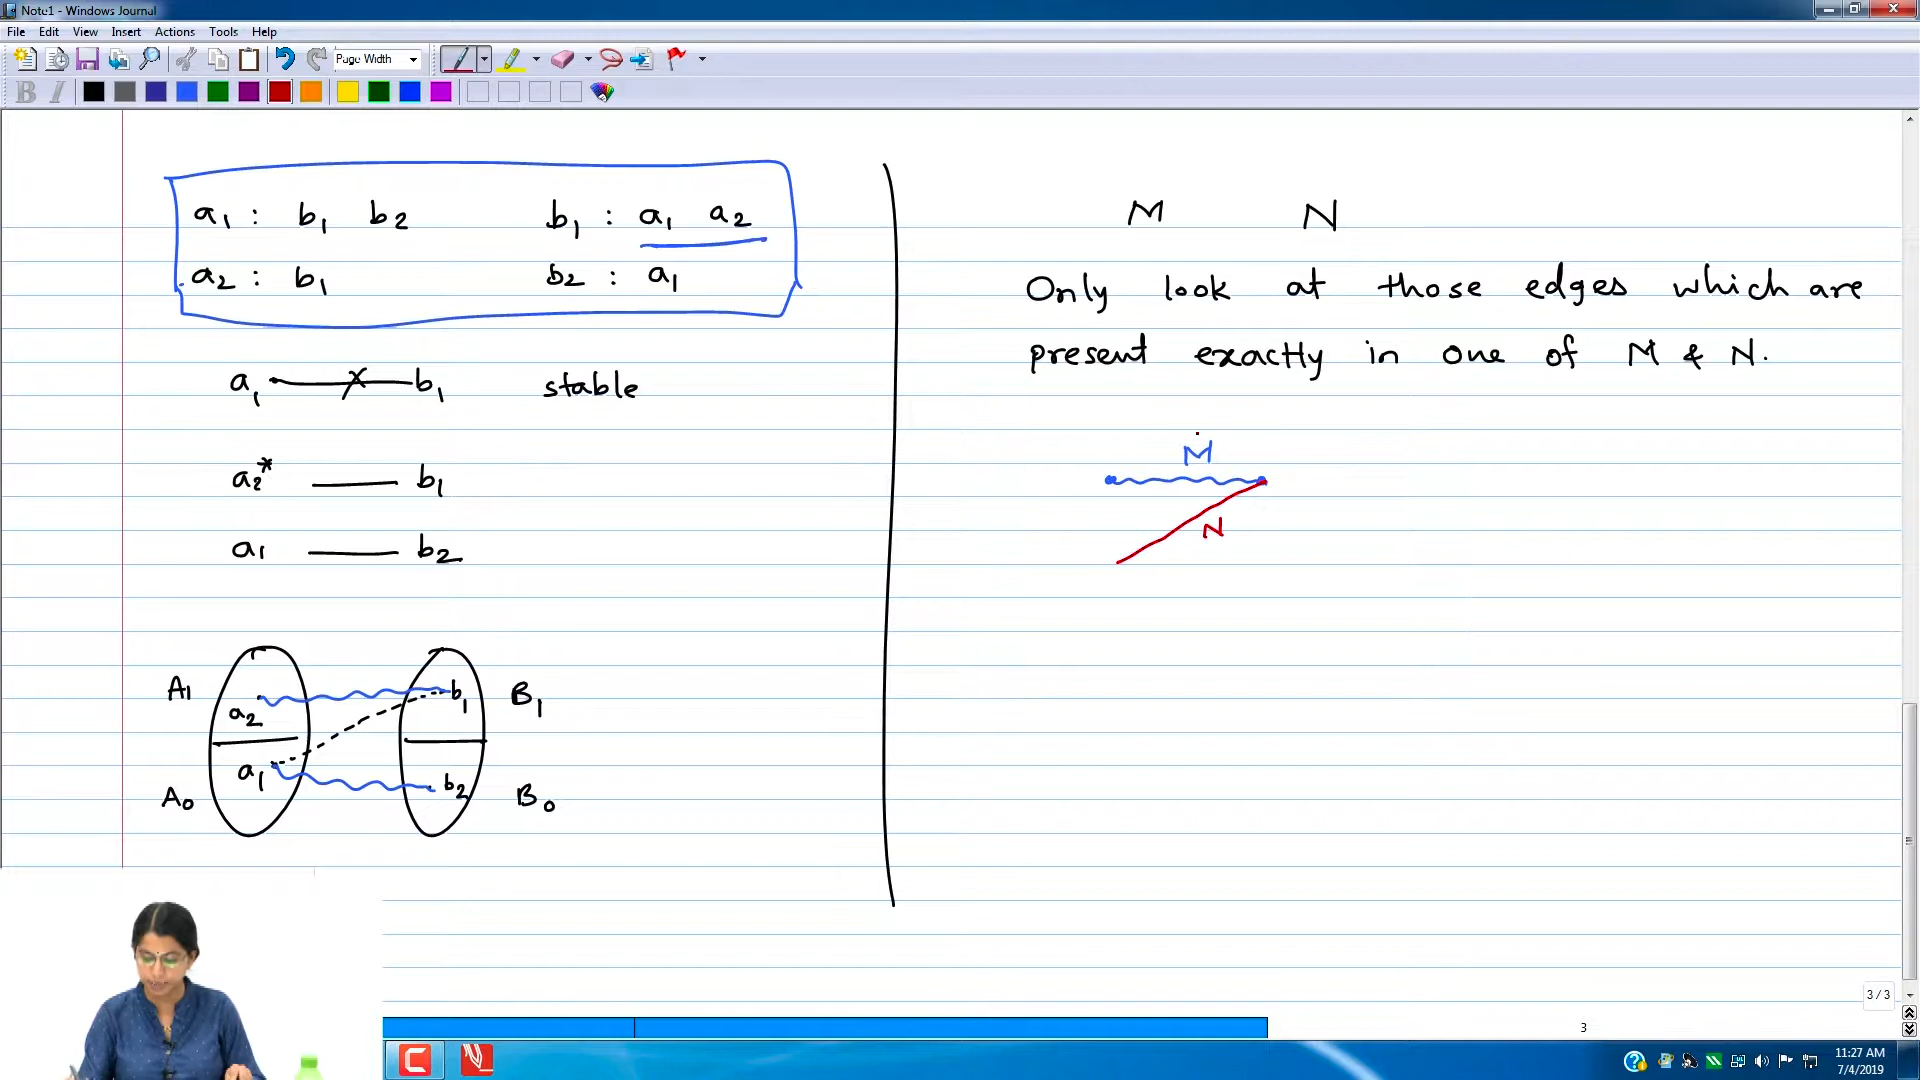 Note1 - Windows Journal
File Edit View Insert Actions Tools Help
Page Width
B I
a1 : b1 b2 b1 : a1 a2
a2 : b1 b2 : a1
a1 b1 stable
a2* b1
a1 b2
A1 a2 b1 B1
A0 a1 b2 B0
M N
Only look at those edges which are
present exactly in one of M & N.
M
N
3 / 3
3
11:27 AM
7/4/2019